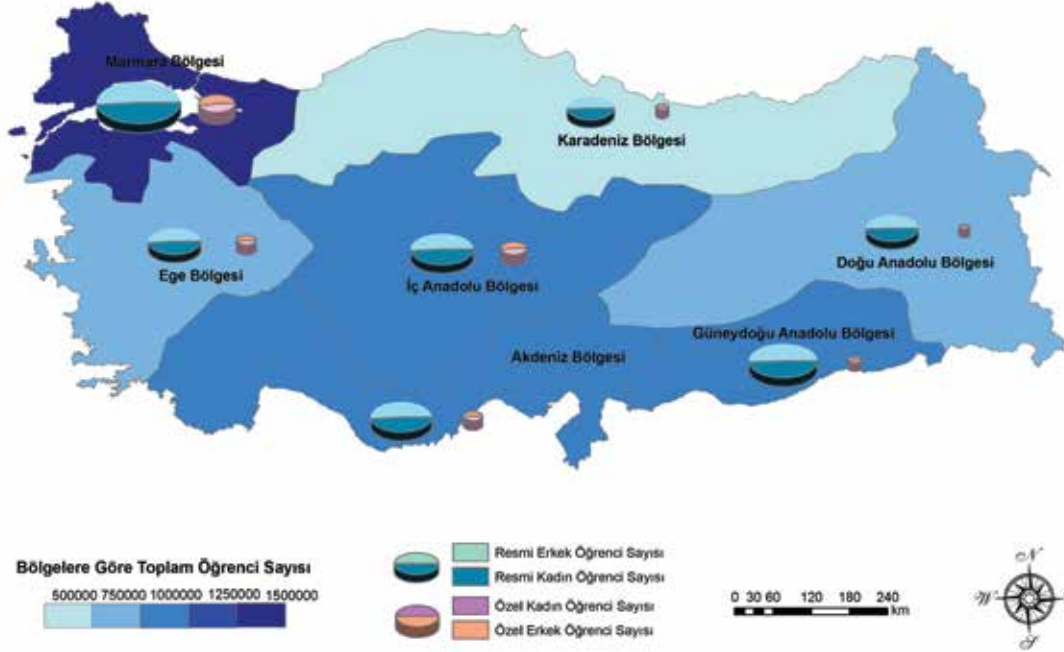 Marmara Bölgesi
Karadeniz Bölgesi
Ege Bölgesi
İç Anadolu Bölgesi
Doğu Anadolu Bölgesi
Güneydoğu Anadolu Bölgesi
Akdeniz Bölgesi
Bölgelere Göre Toplam Öğrenci Sayısı
500000 750000 1000000 1250000 1500000
Resmi Erkek Öğrenci Sayısı
Resmi Kadın Öğrenci Sayısı
Özel Kadın Öğrenci Sayısı
Özel Erkek Öğrenci Sayısı
0 30 60 120 180 240
km
N
W
E
S